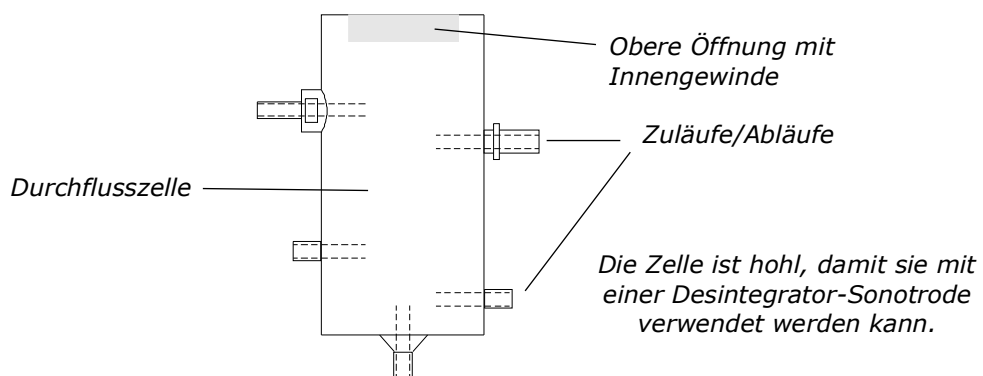 Obere Öffnung mit
Innengewinde
Zuläufe/Abläufe
Durchflusszelle
Die Zelle ist hohl, damit sie mit
einer Desintegrator-Sonotrode
verwendet werden kann.